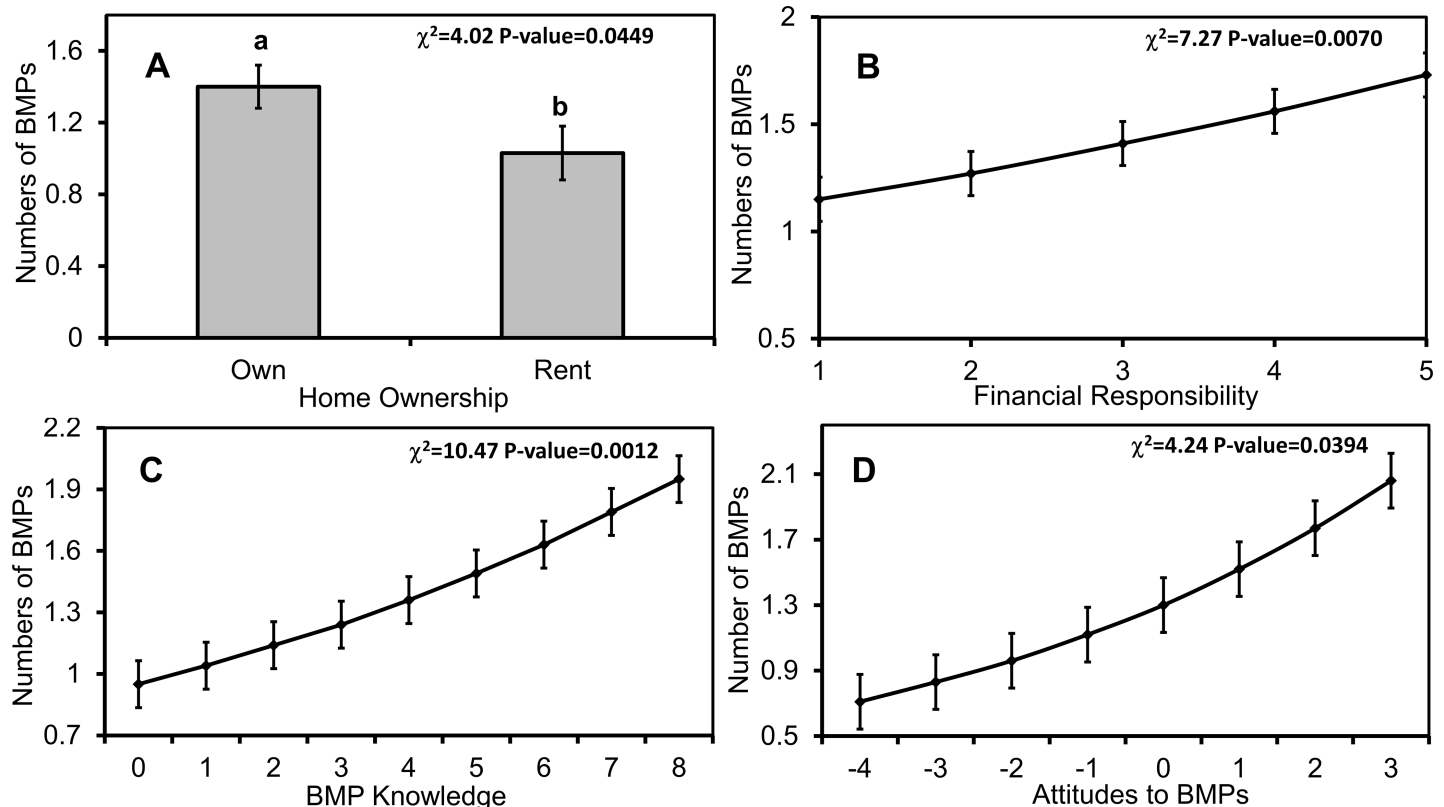 χ²=4.02 P-value=0.0449
A
a
b
Numbers of BMPs
1.6
1.2
0.8
0.4
0
Own
Rent
Home Ownership
χ²=7.27 P-value=0.0070
B
Numbers of BMPs
2
1.5
1
0.5
1
2
3
4
5
Financial Responsibility
χ²=10.47 P-value=0.0012
C
Numbers of BMPs
2.2
1.9
1.6
1.3
1
0.7
0
1
2
3
4
5
6
7
8
BMP Knowledge
χ²=4.24 P-value=0.0394
D
Number of BMPs
2.1
1.7
1.3
0.9
0.5
-4
-3
-2
-1
0
1
2
3
Attitudes to BMPs